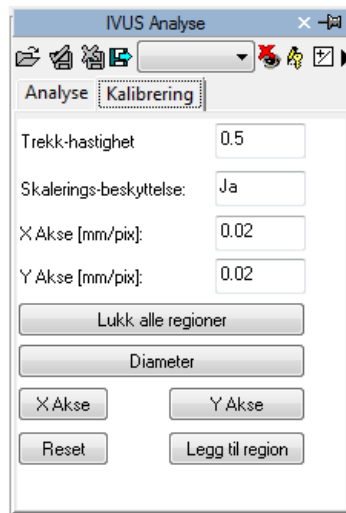 IVUS Analyse
Analyse Kalibrering
Trekk-hastighet 0.5
Skalerings-beskyttelse: Ja
X Akse [mm/pix]: 0.02
Y Akse [mm/pix]: 0.02
Lukk alle regioner
Diameter
X Akse Y Akse
Reset Legg til region